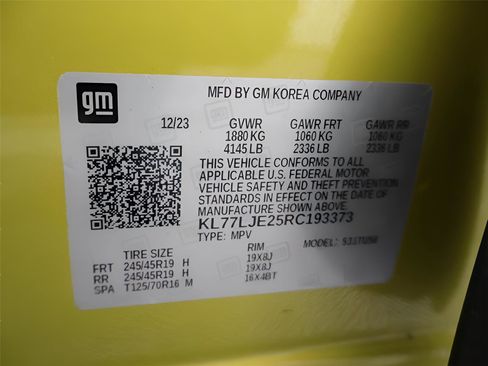 gm
MFD BY GM KOREA COMPANY
12/23 GVWR GAWR FRT GAWR RR
1880 KG 1060 KG 1060 KG
4145 LB 2336 LB 2336 LB
THIS VEHICLE CONFORMS TO ALL
APPLICABLE U.S. FEDERAL MOTOR
VEHICLE SAFETY AND THEFT PREVENTION
STANDARDS IN EFFECT ON THE DATE OF
MANUFACTURE SHOWN ABOVE.
KL77LJE25RC193373
TYPE: MPV MODEL:
TIRE SIZE RIM
FRT 245/45R19 H 19X8J
RR 245/45R19 H 19X8J
SPA T125/70R16 M 16X4BT